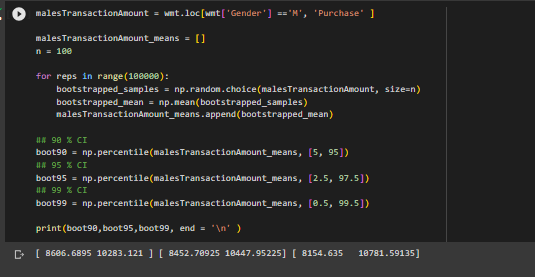 malesTransactionAmount = wmt.loc[wmt['Gender'] =='M', 'Purchase' ]
malesTransactionAmount_means = []
n = 100
for reps in range(100000):
bootstrapped_samples = np.random.choice(malesTransactionAmount, size=n)
bootstrapped_mean = np.mean(bootstrapped_samples)
malesTransactionAmount_means.append(bootstrapped_mean)
## 90 % CI
boot90 = np.percentile(malesTransactionAmount_means, [5, 95])
## 95 % CI
boot95 = np.percentile(malesTransactionAmount_means, [2.5, 97.5])
## 99 % CI
boot99 = np.percentile(malesTransactionAmount_means, [0.5, 99.5])
print(boot90,boot95,boot99, end = '\n' )
[ 8606.6895 10283.121 ] [ 8452.70925 10447.95225] [ 8154.635 10781.59135]